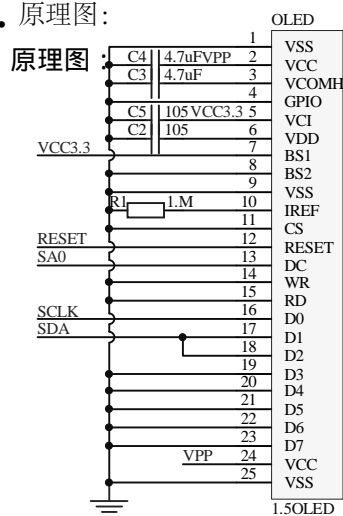 . 原理图:
原理图:
OLED
1 VSS
C4 4.7uF VPP 2 VCC
C3 4.7uF 3 VCOMH
4 GPIO
C5 105 VCC3.3 5 VCI
C2 105 6 VDD
VCC3.3 7 BS1
8 BS2
9 VSS
R1 1.M 10 IREF
11 CS
RESET 12 RESET
SA0 13 DC
14 WR
15 RD
SCLK 16 D0
SDA 17 D1
18 D2
19 D3
20 D4
21 D5
22 D6
23 D7
VPP 24 VCC
25 VSS
1.5OLED